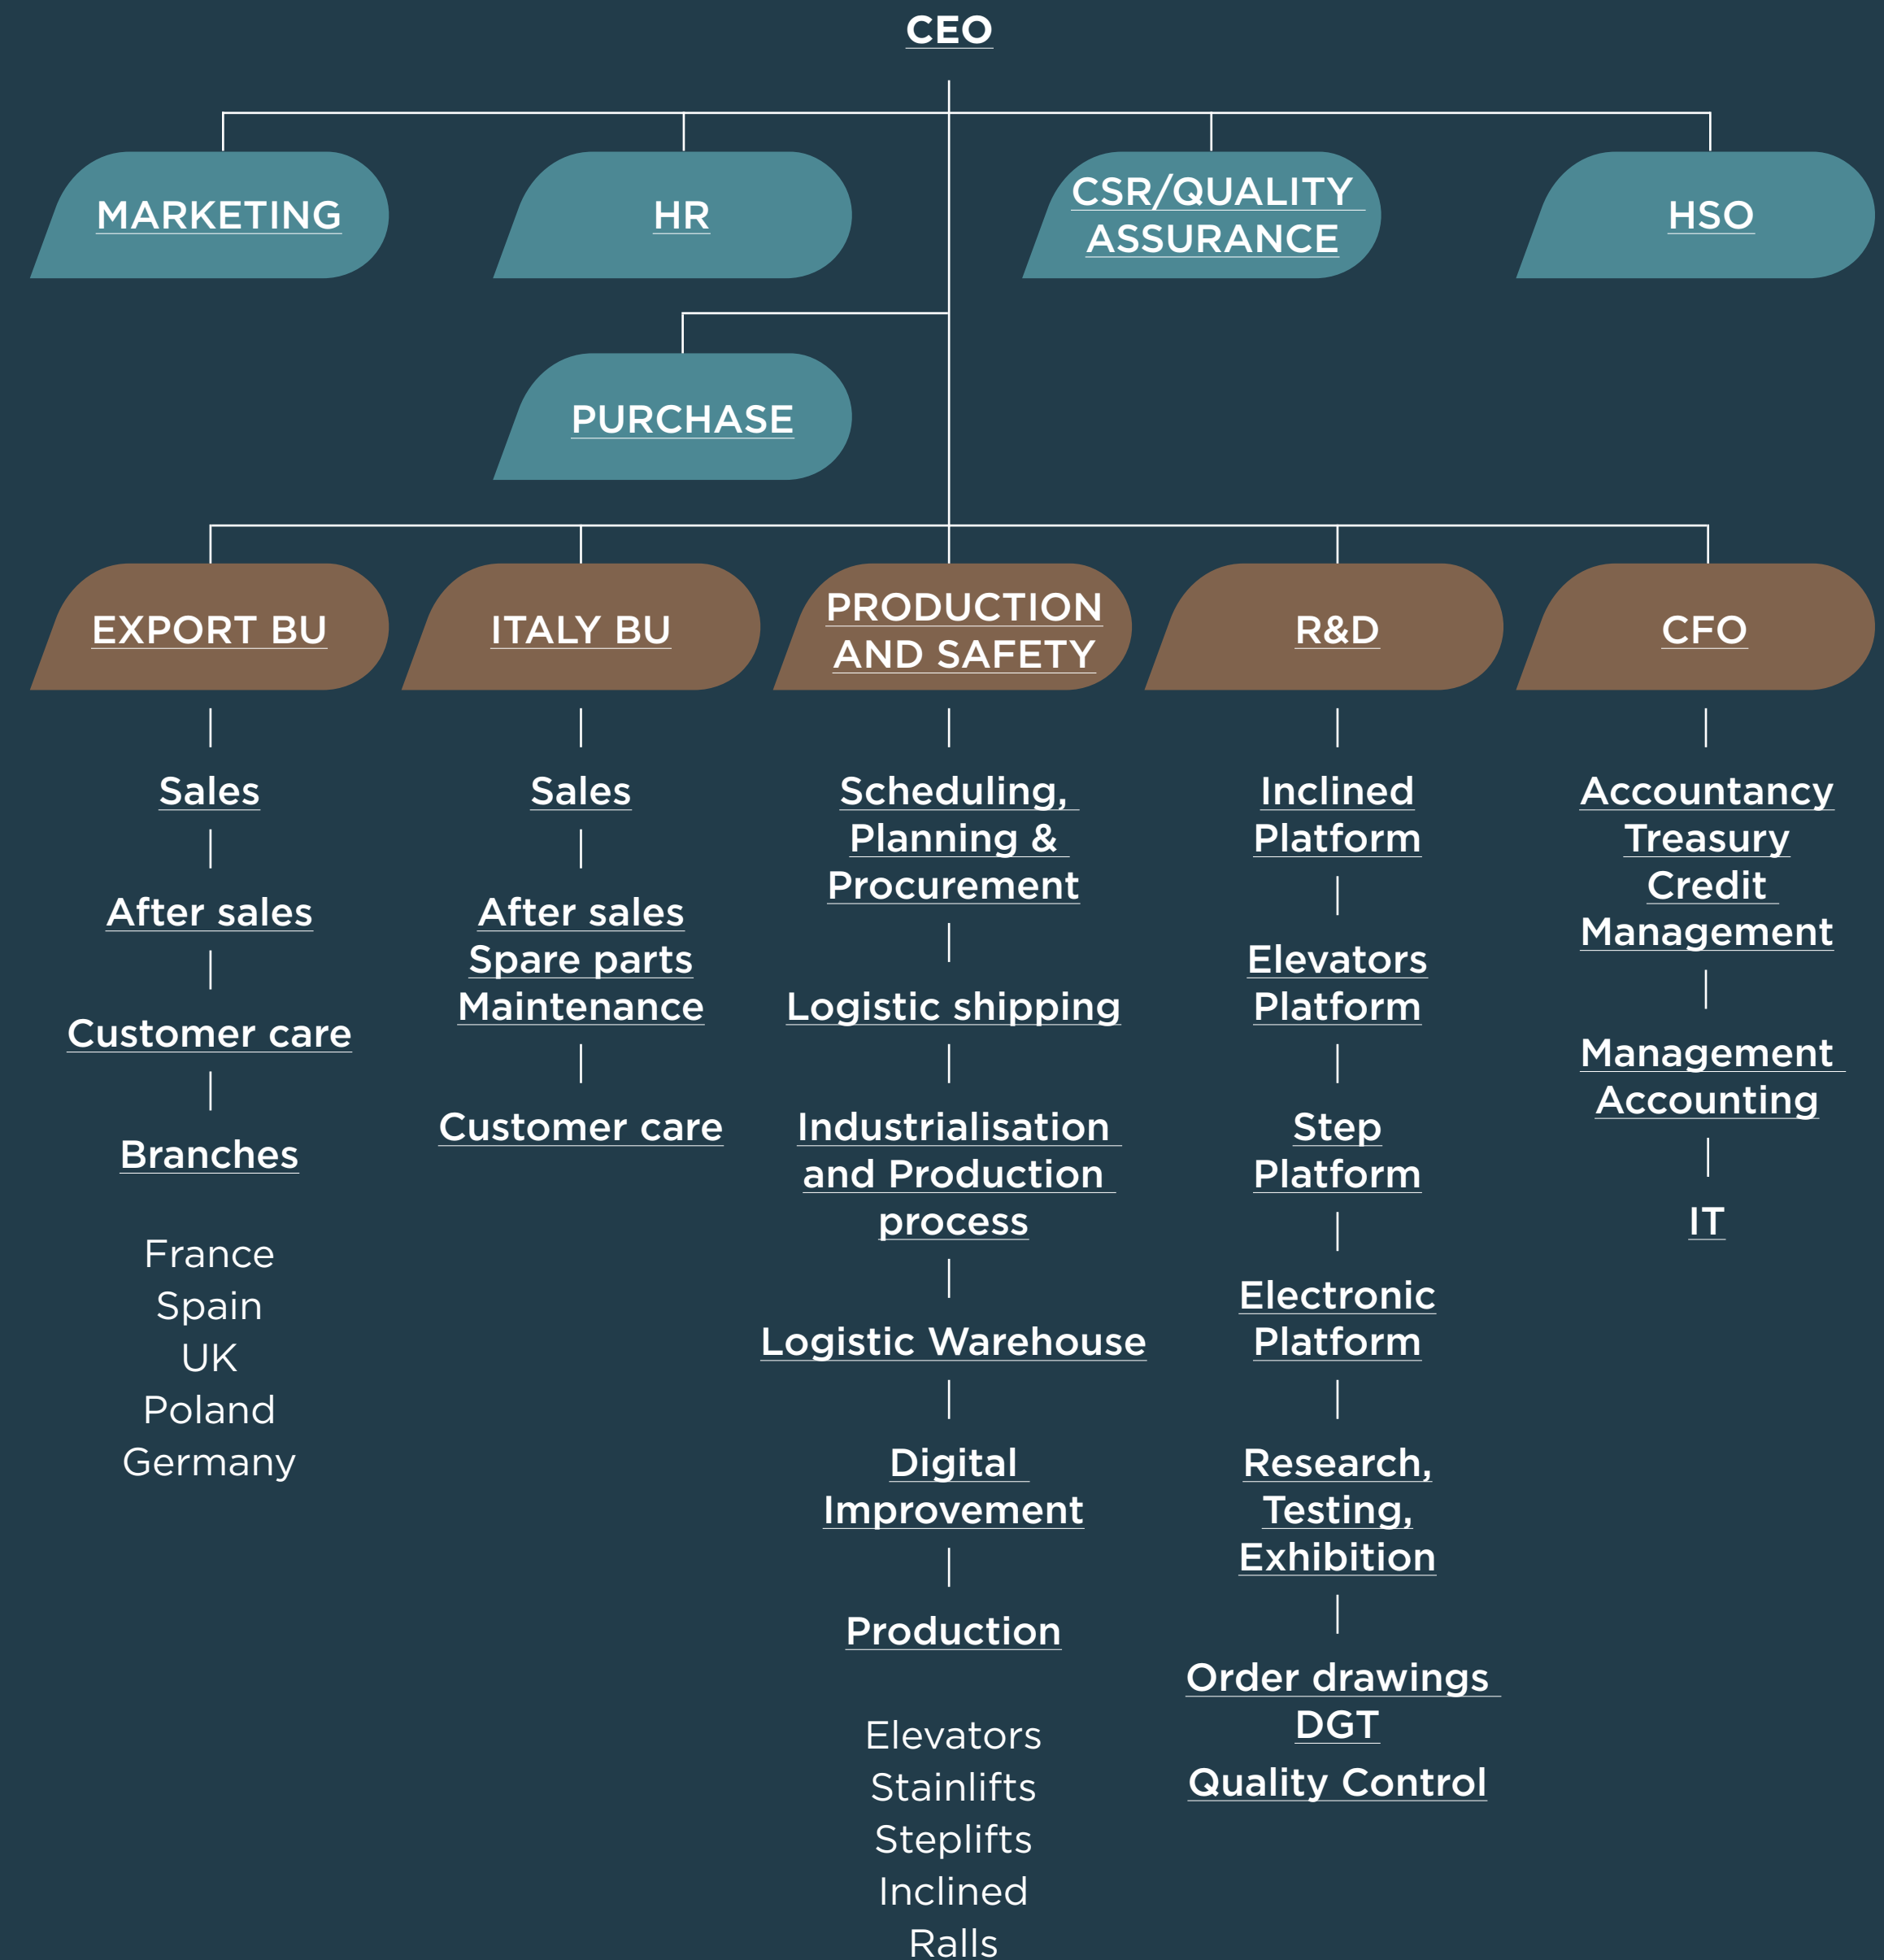 CEO
MARKETING
HR
CSR/QUALITY
ASSURANCE
HSO
PURCHASE
EXPORT BU
ITALY BU
PRODUCTION
AND SAFETY
R&D
CFO
Sales
After sales
Customer care
Branches
France
Spain
UK
Poland
Germany
Sales
After sales
Spare parts
Maintenance
Customer care
Scheduling,
Planning &
Procurement
Logistic shipping
Industrialisation
and Production
process
Logistic Warehouse
Digital
Improvement
Production
Elevators
Stainlifts
Steplifts
Inclined
Ralls
Inclined
Platform
Elevators
Platform
Step
Platform
Electronic
Platform
Research,
Testing,
Exhibition
Order drawings
DGT
Quality Control
Accountancy
Treasury
Credit
Management
Management
Accounting
IT